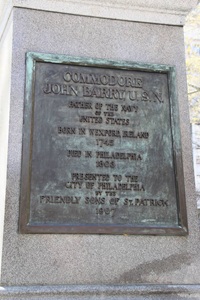 COMMODORE
JOHN BARRY U.S.N.
FATHER OF THE NAVY
OF THE
UNITED STATES
BORN IN WEXFORD, IRELAND
1745
DIED IN PHILADELPHIA
1803
PRESENTED TO THE
CITY OF PHILADELPHIA
BY THE
FRIENDLY SONS OF ST. PATRICK
1907